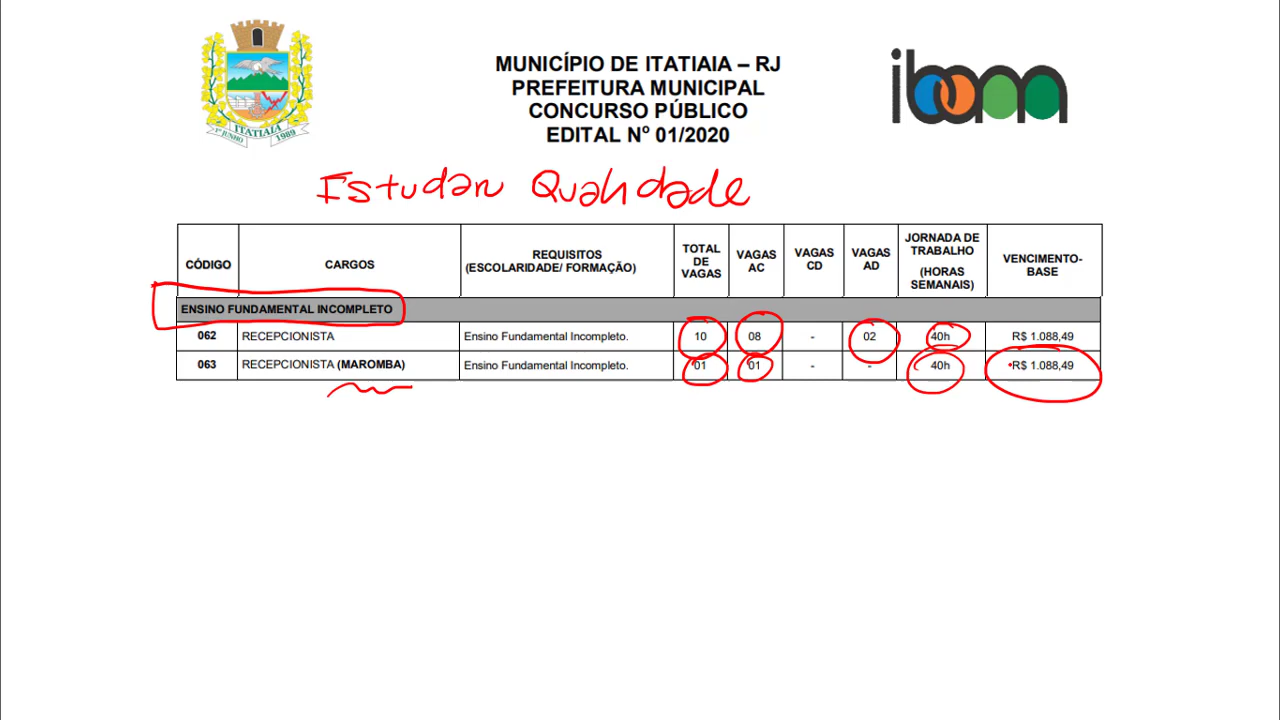 MUNICÍPIO DE ITATIAIA – RJ
PREFEITURA MUNICIPAL
CONCURSO PÚBLICO
EDITAL Nº 01/2020
ITATIAIA
1º JUNHO 1989
ibam
Estudar Qualidade
CÓDIGO CARGOS REQUISITOS (ESCOLARIDADE/ FORMAÇÃO) TOTAL DE VAGAS VAGAS AC VAGAS CD VAGAS AD JORNADA DE TRABALHO (HORAS SEMANAIS) VENCIMENTO-BASE
ENSINO FUNDAMENTAL INCOMPLETO
062 RECEPCIONISTA Ensino Fundamental Incompleto. 10 08 - 02 40h R$ 1.088,49
063 RECEPCIONISTA (MAROMBA) Ensino Fundamental Incompleto. 01 01 - - 40h R$ 1.088,49